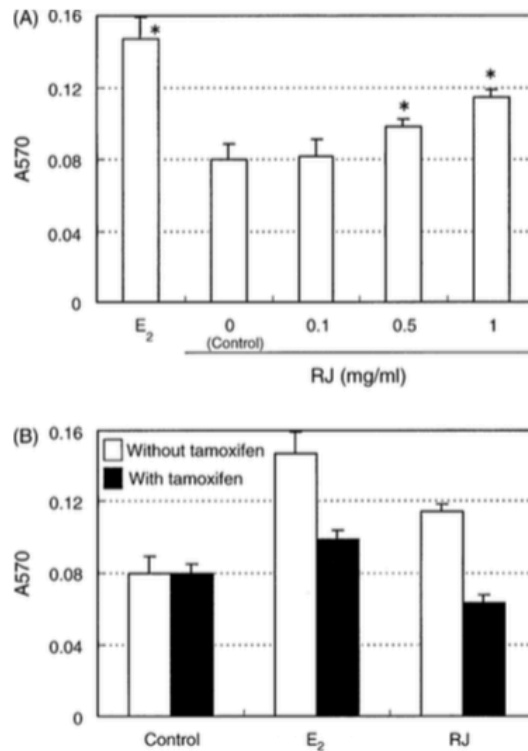 (A)
0.16
0.12
0.08
0.04
0
A570
*
*
*
E2 0 0.1 0.5 1
(Control)
RJ (mg/ml)
(B)
0.16
0.12
0.08
0.04
0
A570
Without tamoxifen
With tamoxifen
Control E2 RJ